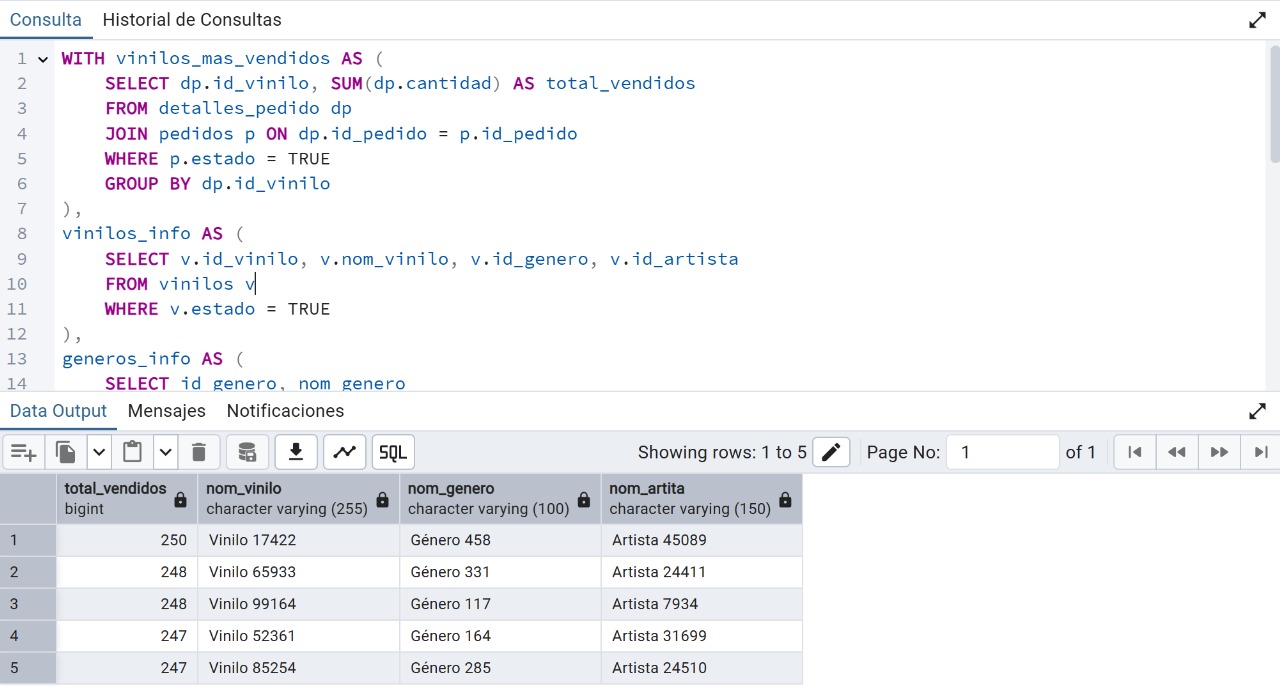 Consulta Historial de Consultas
1 WITH vinilos_mas_vendidos AS (
2 SELECT dp.id_vinilo, SUM(dp.cantidad) AS total_vendidos
3 FROM detalles_pedido dp
4 JOIN pedidos p ON dp.id_pedido = p.id_pedido
5 WHERE p.estado = TRUE
6 GROUP BY dp.id_vinilo
7 ),
8 vinilos_info AS (
9 SELECT v.id_vinilo, v.nom_vinilo, v.id_genero, v.id_artista
10 FROM vinilos v
11 WHERE v.estado = TRUE
12 ),
13 generos_info AS (
14 SELECT id_genero, nom_genero
Data Output Mensajes Notificaciones
SQL Showing rows: 1 to 5 Page No: 1 of 1
total_vendidos nom_vinilo nom_genero nom_artita
bigint character varying (255) character varying (100) character varying (150)
1 250 Vinilo 17422 Género 458 Artista 45089
2 248 Vinilo 65933 Género 331 Artista 24411
3 248 Vinilo 99164 Género 117 Artista 7934
4 247 Vinilo 52361 Género 164 Artista 31699
5 247 Vinilo 85254 Género 285 Artista 24510